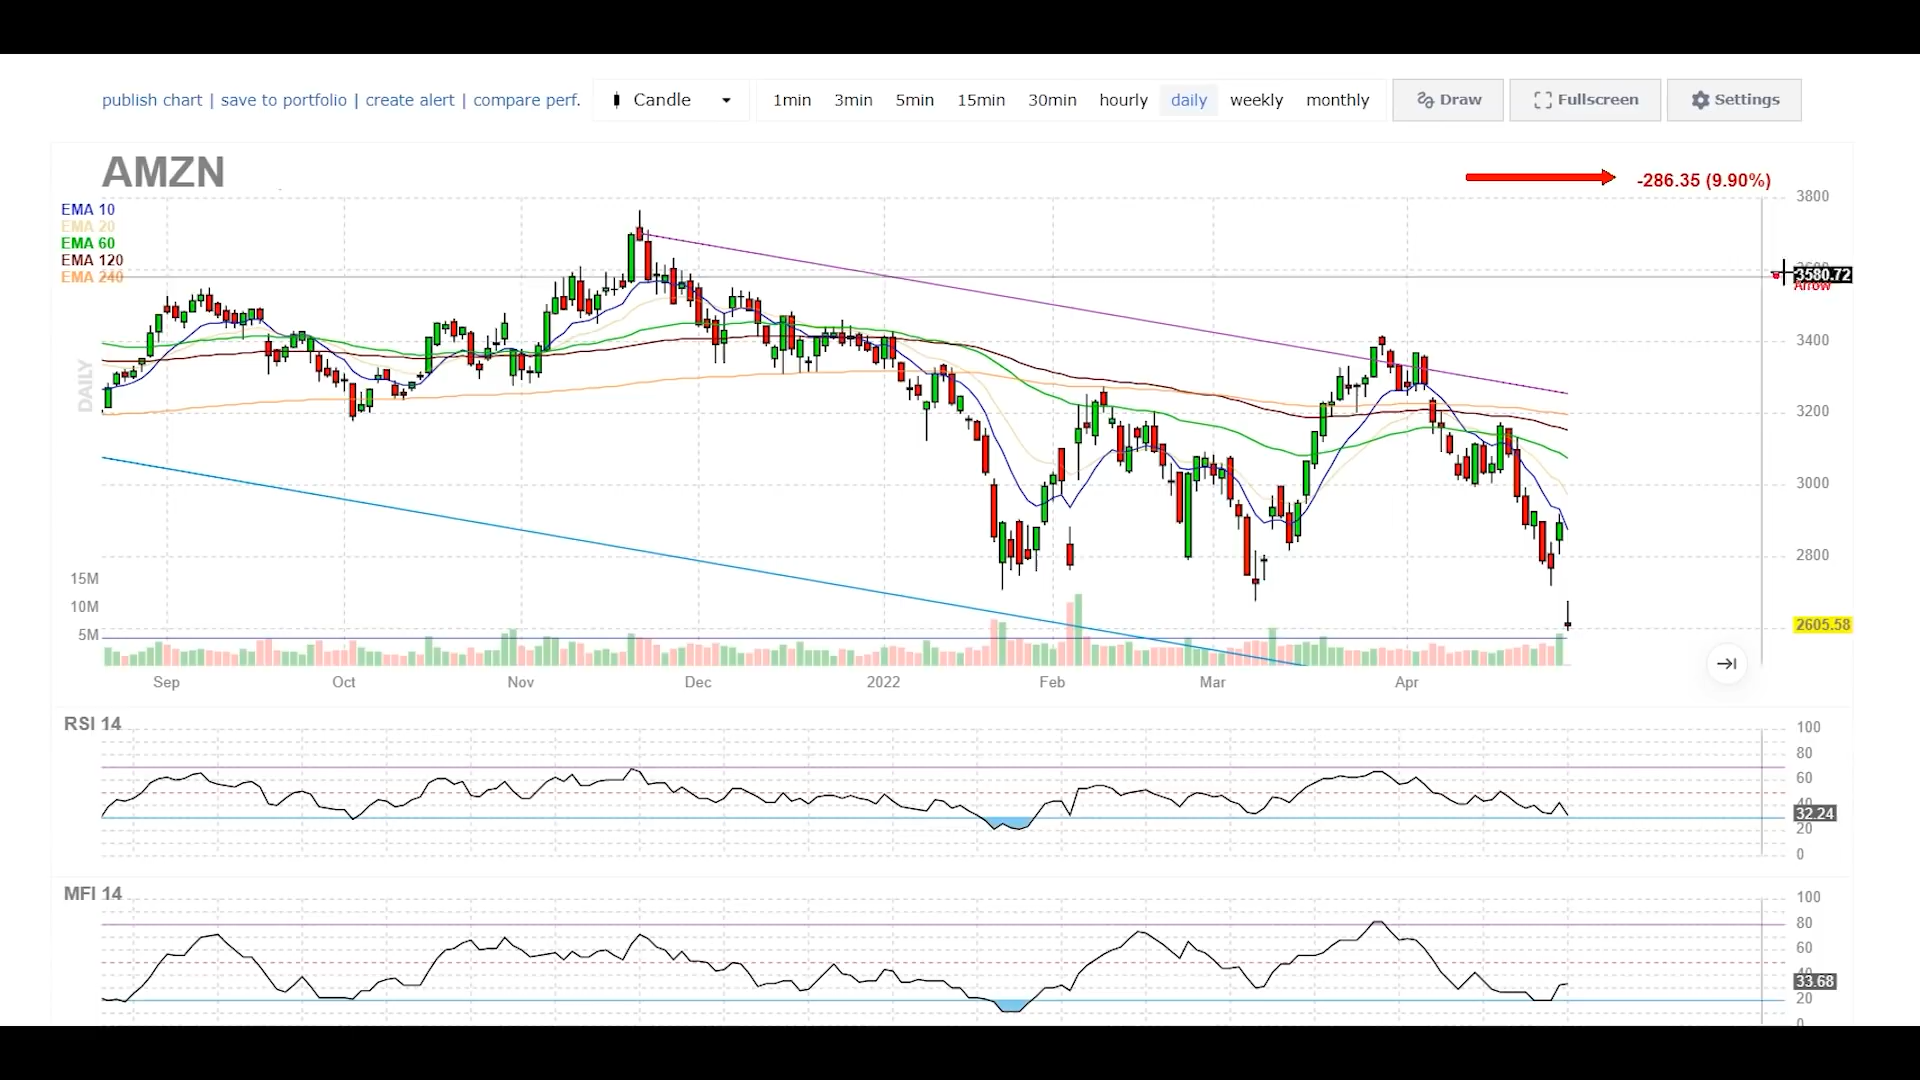 publish chart | save to portfolio | create alert | compare perf. Candle 1min 3min 5min 15min 30min hourly daily weekly monthly Draw Fullscreen Settings
AMZN
-286.35 (9.90%)
EMA 10
EMA 20
EMA 60
EMA 120
EMA 240
DAILY
3800
3580.72
Arrow
3400
3200
3000
2800
2605.58
15M
10M
5M
Sep Oct Nov Dec 2022 Feb Mar Apr
RSI 14
100
80
60
40
32.24
20
0
MFI 14
100
80
60
40
33.68
20
0